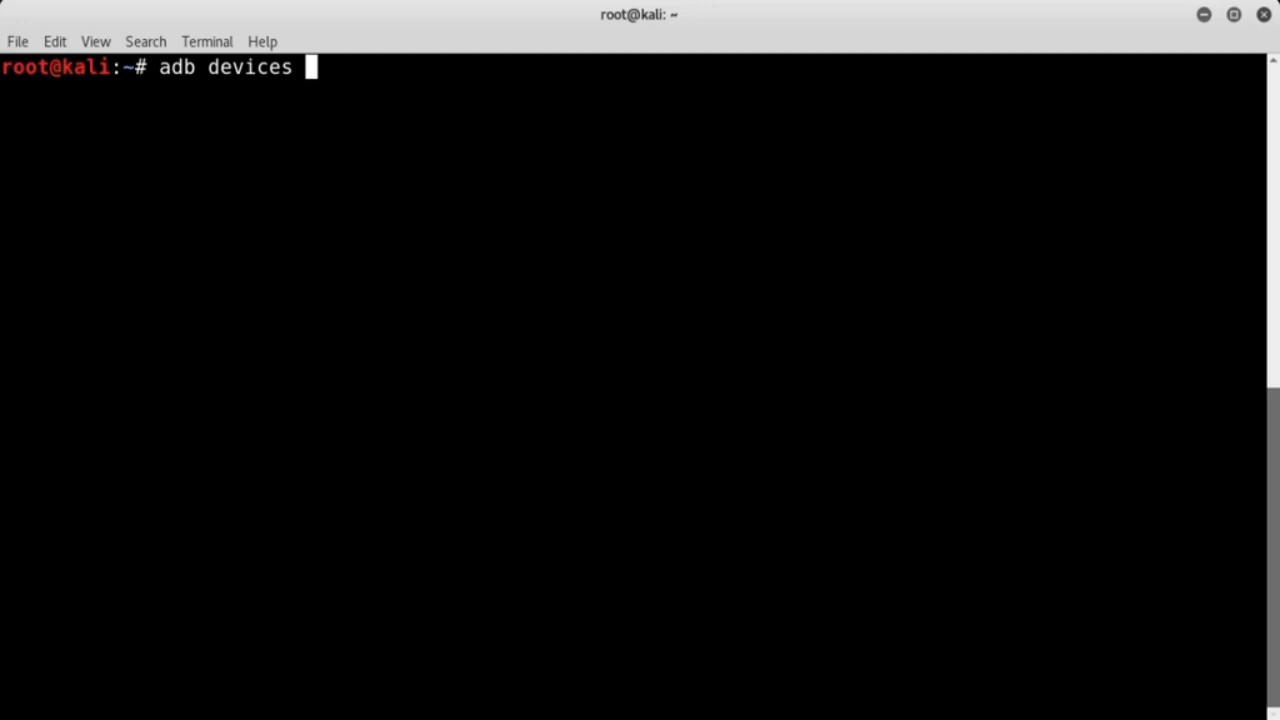 root@kali: ~
File Edit View Search Terminal Help
root@kali:~# adb devices